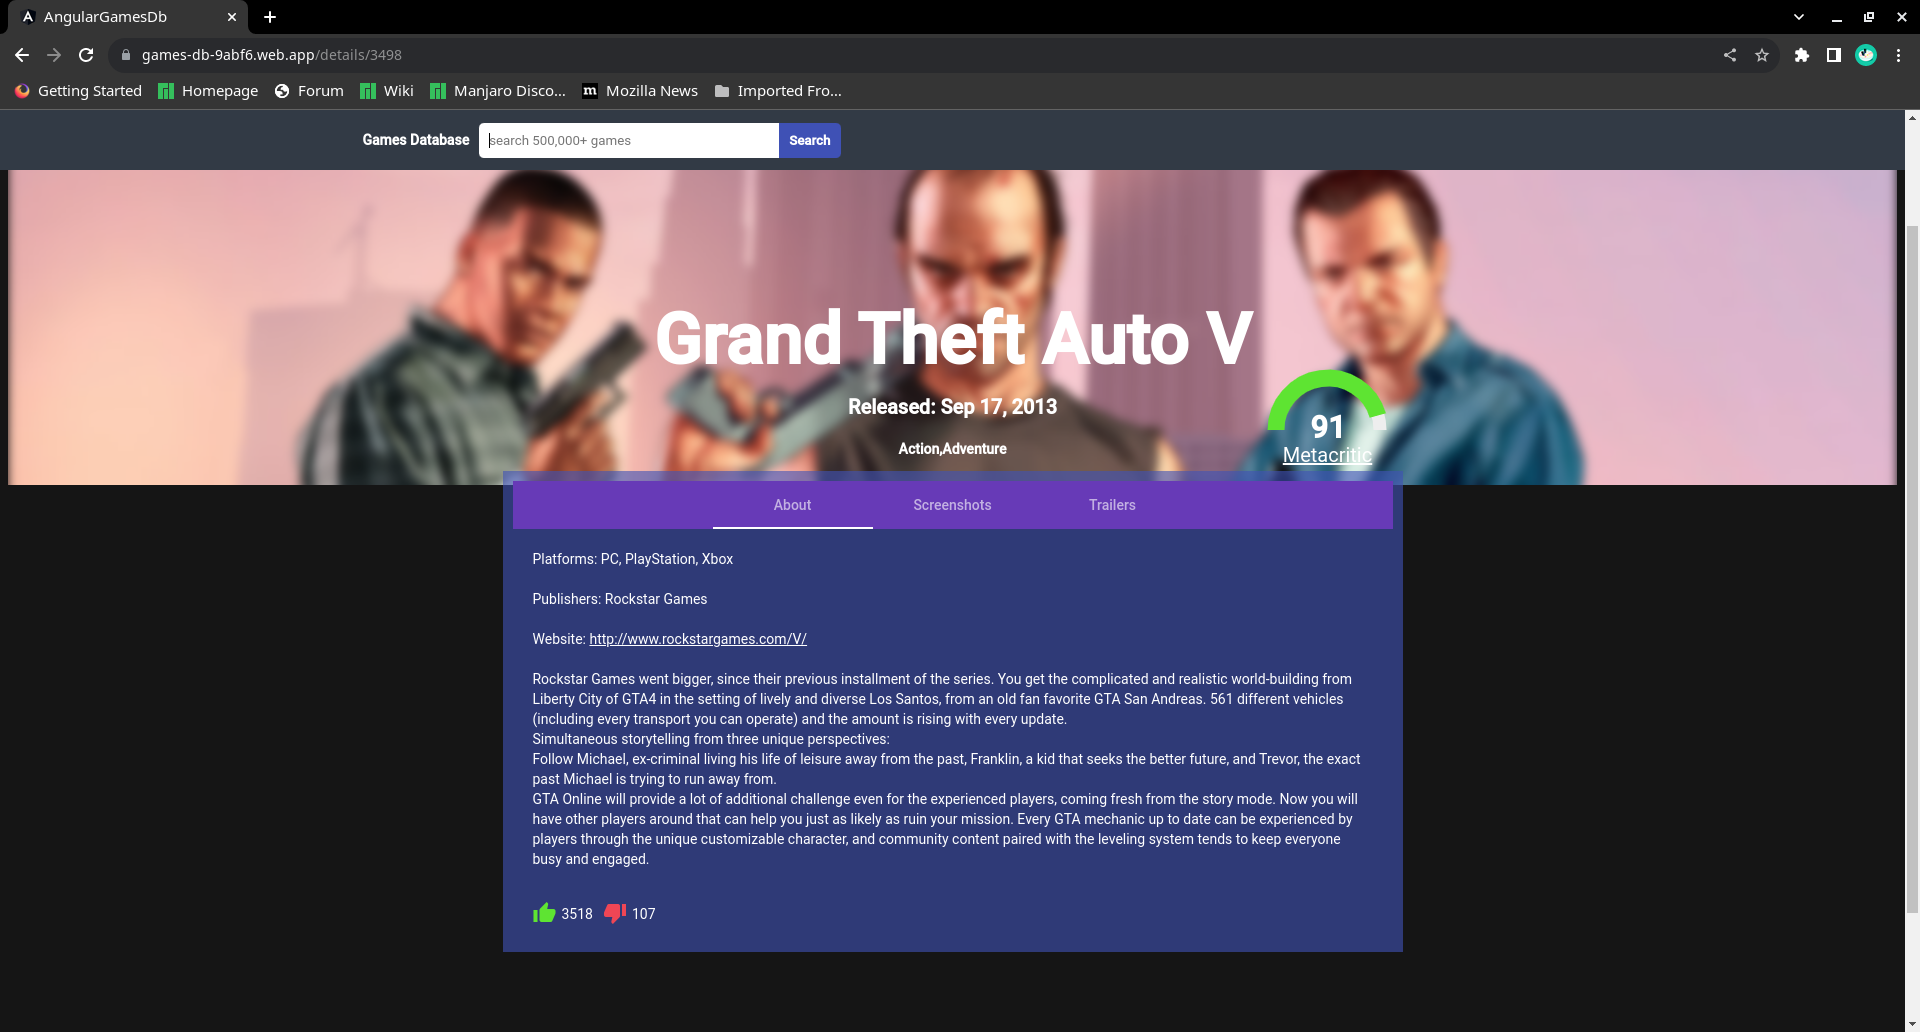 AngularGamesDb
games-db-9abf6.web.app/details/3498
Getting Started Homepage Forum Wiki Manjaro Disco... m Mozilla News Imported Fro...
Games Database search 500,000+ games Search
Grand Theft Auto V
Released: Sep 17, 2013
Action,Adventure
91
Metacritic
About Screenshots Trailers
Platforms: PC, PlayStation, Xbox
Publishers: Rockstar Games
Website: http://www.rockstargames.com/V/
Rockstar Games went bigger, since their previous installment of the series. You get the complicated and realistic world-building from
Liberty City of GTA4 in the setting of lively and diverse Los Santos, from an old fan favorite GTA San Andreas. 561 different vehicles
(including every transport you can operate) and the amount is rising with every update.
Simultaneous storytelling from three unique perspectives:
Follow Michael, ex-criminal living his life of leisure away from the past, Franklin, a kid that seeks the better future, and Trevor, the exact
past Michael is trying to run away from.
GTA Online will provide a lot of additional challenge even for the experienced players, coming fresh from the story mode. Now you will
have other players around that can help you just as likely as ruin your mission. Every GTA mechanic up to date can be experienced by
players through the unique customizable character, and community content paired with the leveling system tends to keep everyone
busy and engaged.
3518 107